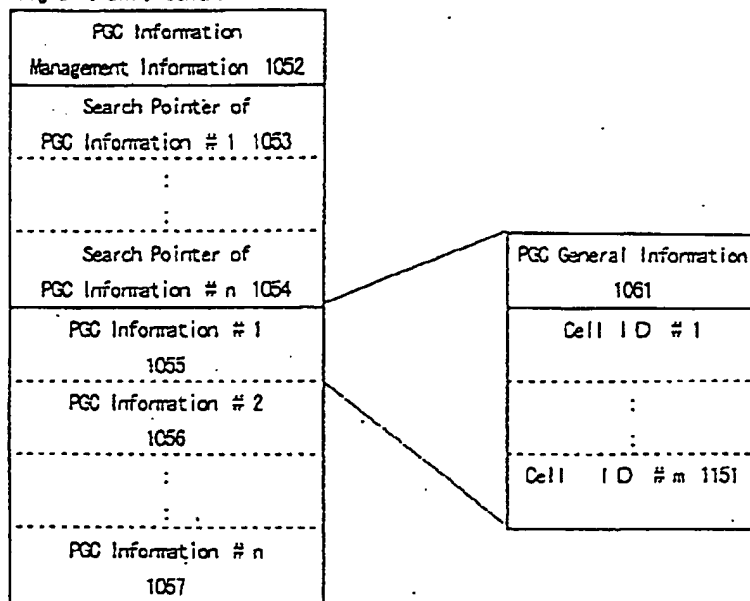 PGC Information
Management Information 1052
Search Pointer of
PGC Information # 1 1053
:
:
Search Pointer of
PGC Information # n 1054
PGC Information # 1
1055
PGC Information # 2
1056
:
:
PGC Information # n
1057
PGC General Information
1061
Cell ID # 1
:
:
Cell ID # m 1151